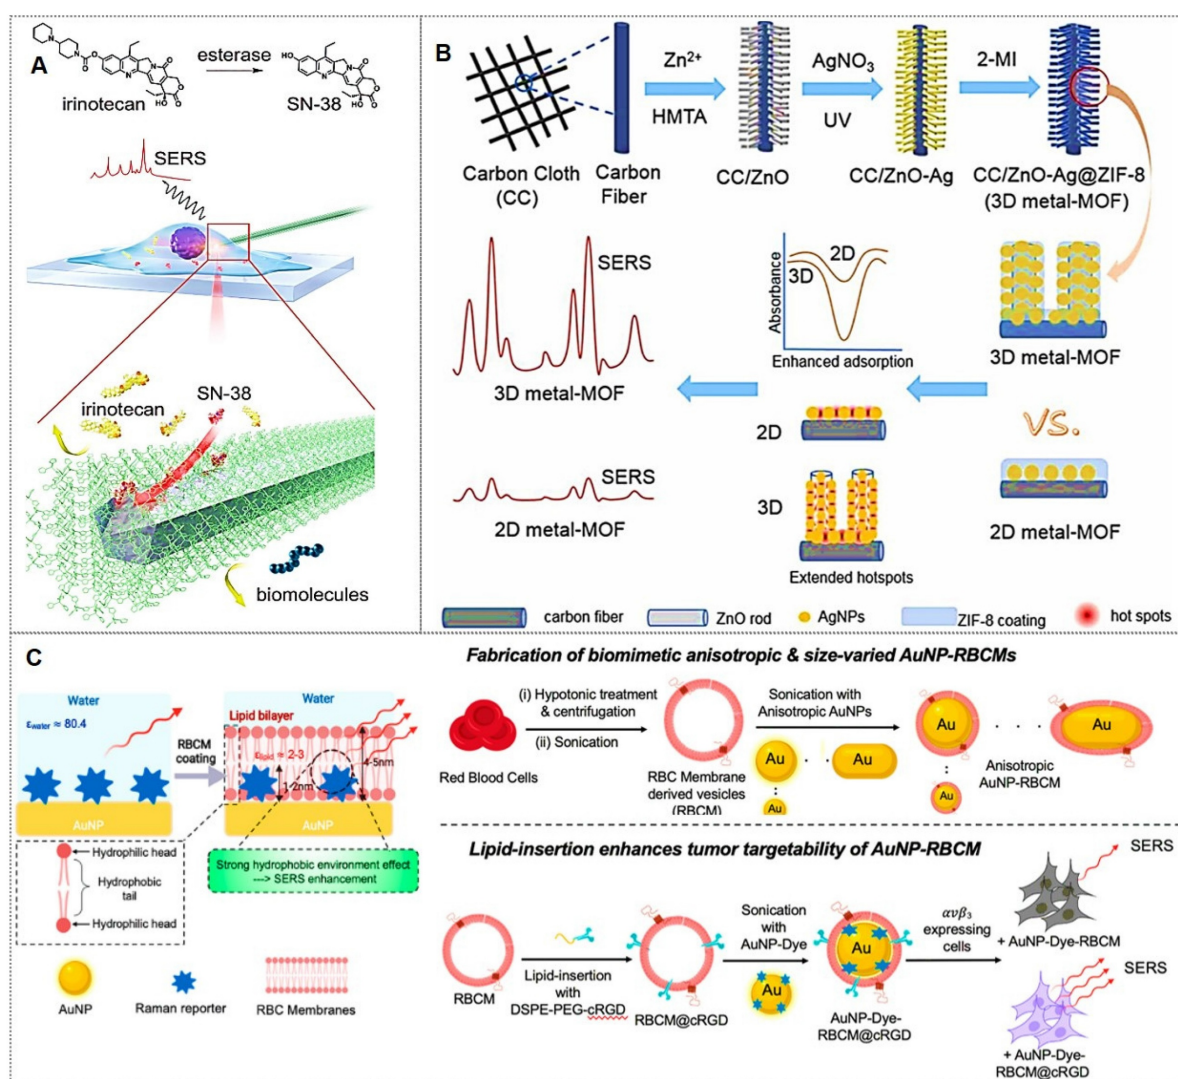 A
irinotecan
esterase
SN-38
SERS
irinotecan
SN-38
biomolecules
B
Carbon Cloth
(CC)
Carbon
Fiber
Zn²⁺
HMTA
CC/ZnO
AgNO₃
UV
CC/ZnO-Ag
2-MI
CC/ZnO-Ag@ZIF-8
(3D metal-MOF)
SERS
3D metal-MOF
Absorbance
2D
3D
Enhanced adsorption
3D metal-MOF
VS.
2D metal-MOF
2D
3D
Extended hotspots
SERS
2D metal-MOF
carbon fiber
ZnO rod
AgNPs
ZIF-8 coating
hot spots
C
Water
εwater ≈ 80.4
AuNP
RBCM
coating
Water
Lipid bilayer
εlipid ≈ 2-3
4-5nm
1-2nm
AuNP
Hydrophilic head
Hydrophobic
tail
Hydrophilic head
Strong hydrophobic environment effect
---> SERS enhancement
AuNP
Raman reporter
RBC Membranes
Fabrication of biomimetic anisotropic & size-varied AuNP-RBCMs
Red Blood Cells
(i) Hypotonic treatment
& centrifugation
(ii) Sonication
RBC Membrane
derived vesicles
(RBCM)
Sonication with
Anisotropic AuNPs
Au
Au
Au
Au
Au
Au
Anisotropic
AuNP-RBCM
Lipid-insertion enhances tumor targetability of AuNP-RBCM
RBCM
Lipid-insertion
with
DSPE-PEG-cRGD
RBCM@cRGD
Sonication
with
AuNP-Dye
Au
Au
AuNP-Dye-
RBCM@cRGD
αvβ₃
expressing
cells
SERS
+ AuNP-Dye-RBCM
SERS
+ AuNP-Dye-
RBCM@cRGD